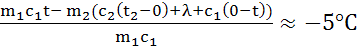 m₁c₁t− m₂(c₂(t₂−0)+λ+c₁(0−t))
m₁c₁
≈ −5°C